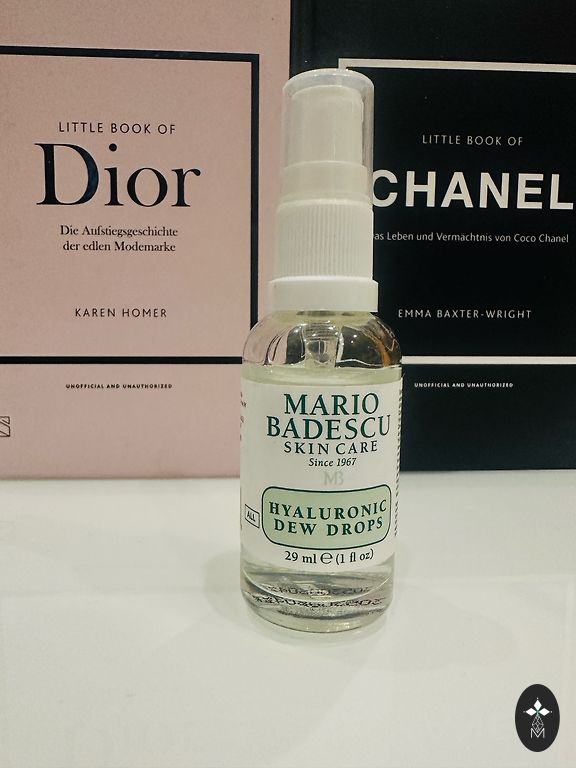 LITTLE BOOK OF
Dior
Die Aufstiegsgeschichte
der edlen Modemarke
KAREN HOMER
UNOFFICIAL AND UNAUTHORIZED
LITTLE BOOK OF
CHANEL
Leben und Vermächtnis von Coco Chanel
EMMA BAXTER-WRIGHT
UNOFFICIAL AND UNAUTHORIZED
MARIO
BADESCU
SKIN CARE
Since 1967
MB
ALL
HYALURONIC
DEW DROPS
29 ml ℮ (1 fl oz)
M